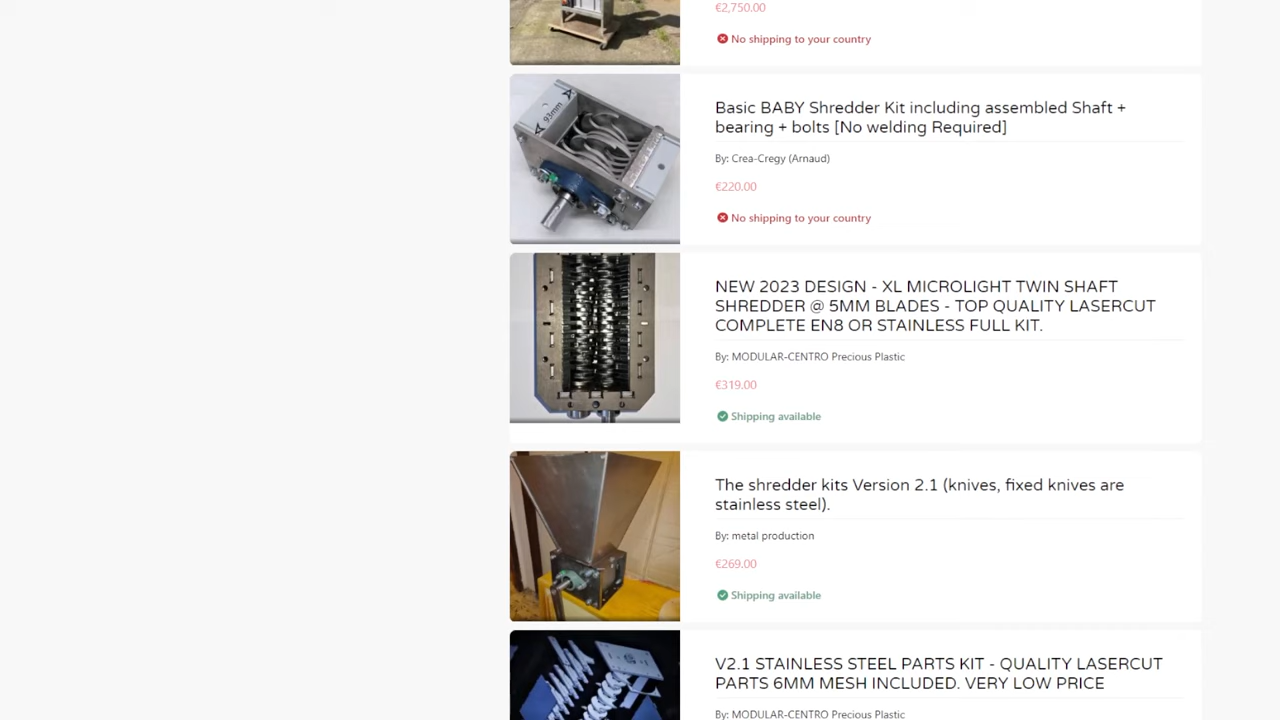 €2,750.00
No shipping to your country
93mm
Basic BABY Shredder Kit including assembled Shaft +
bearing + bolts [No welding Required]
By: Crea-Cregy (Arnaud)
€220.00
No shipping to your country
NEW 2023 DESIGN - XL MICROLIGHT TWIN SHAFT
SHREDDER @ 5MM BLADES - TOP QUALITY LASERCUT
COMPLETE EN8 OR STAINLESS FULL KIT.
By: MODULAR-CENTRO Precious Plastic
€319.00
Shipping available
The shredder kits Version 2.1 (knives, fixed knives are
stainless steel).
By: metal production
€269.00
Shipping available
V2.1 STAINLESS STEEL PARTS KIT - QUALITY LASERCUT
PARTS 6MM MESH INCLUDED. VERY LOW PRICE
By: MODULAR-CENTRO Precious Plastic